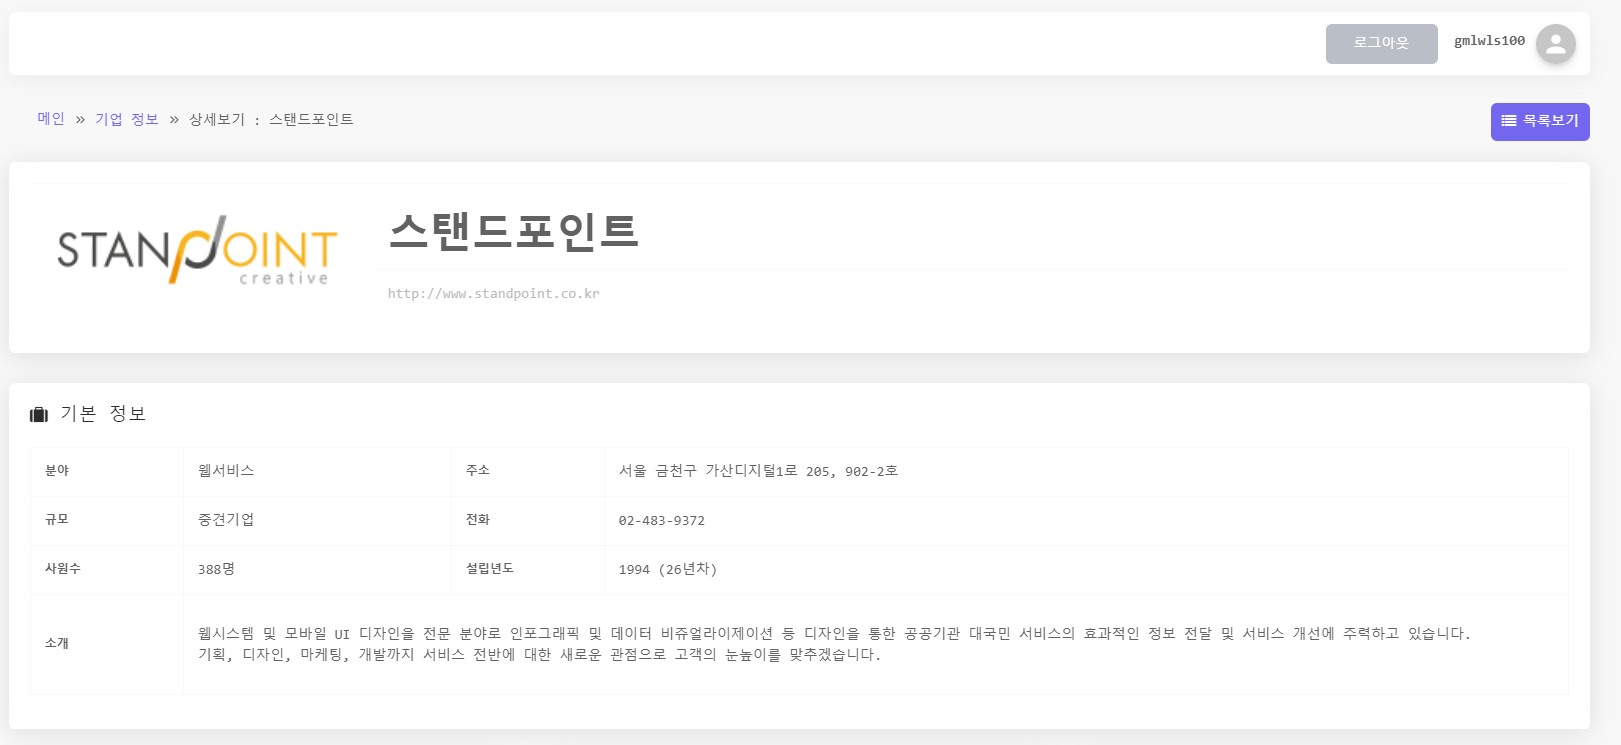 로그아웃 gmlwls100
메인 » 기업 정보 » 상세보기 : 스탠드포인트
목록보기
STANDPOINT
creative
스탠드포인트
http://www.standpoint.co.kr
기본 정보
분야 웹서비스 주소 서울 금천구 가산디지털1로 205, 902-2호
규모 중견기업 전화 02-483-9372
사원수 388명 설립년도 1994 (26년차)
소개
웹시스템 및 모바일 UI 디자인을 전문 분야로 인포그래픽 및 데이터 비쥬얼라이제이션 등 디자인을 통한 공공기관 대국민 서비스의 효과적인 정보 전달 및 서비스 개선에 주력하고 있습니다.
기획, 디자인, 마케팅, 개발까지 서비스 전반에 대한 새로운 관점으로 고객의 눈높이를 맞추겠습니다.